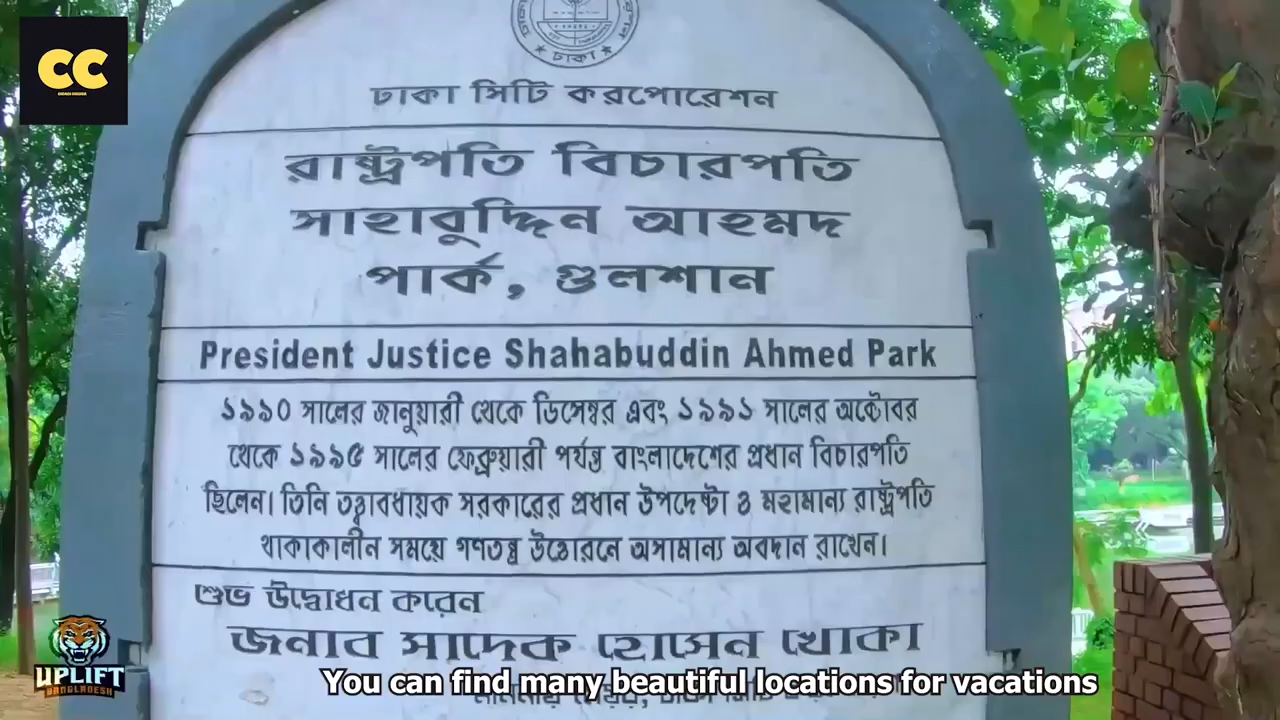 CC
ঢাকা
ঢাকা সিটি করপোরেশন
রাষ্ট্রপতি বিচারপতি
সাহাবুদ্দিন আহমদ
পার্ক, গুলশান
President Justice Shahabuddin Ahmed Park
১৯৯০ সালের জানুয়ারী থেকে ডিসেম্বর এবং ১৯৯১ সালের অক্টোবর
থেকে ১৯৯৫ সালের ফেব্রুয়ারী পর্যন্ত বাংলাদেশের প্রধান বিচারপতি
ছিলেন। তিনি তত্ত্বাবধায়ক সরকারের প্রধান উপদেষ্টা ও মহামান্য রাষ্ট্রপতি
থাকাকালীন সময়ে গণতন্ত্র উত্তোরনে অসামান্য অবদান রাখেন।
শুভ উদ্বোধন করেন
জনাব সাদেক হোসেন খোকা
UPLIFT
BANGLADESH
You can find many beautiful locations for vacations